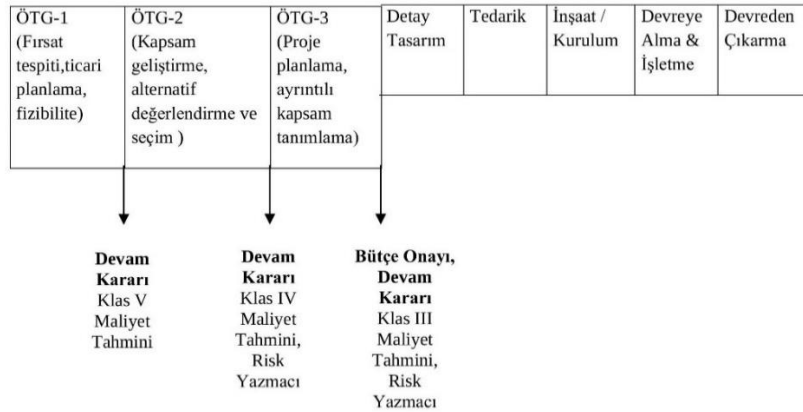 ÖTG-1
(Fırsat
tespiti,ticari
planlama,
fizibilite)
ÖTG-2
(Kapsam
geliştirme,
alternatif
değerlendirme ve
seçim )
ÖTG-3
(Proje
planlama,
ayrıntılı
kapsam
tanımlama)
Detay
Tasarım
Tedarik
İnşaat /
Kurulum
Devreye
Alma &
İşletme
Devreden
Çıkarma
Devam
Kararı
Klas V
Maliyet
Tahmini
Devam
Kararı
Klas IV
Maliyet
Tahmini,
Risk
Yazmacı
Bütçe Onayı,
Devam
Kararı
Klas III
Maliyet
Tahmini,
Risk
Yazmacı